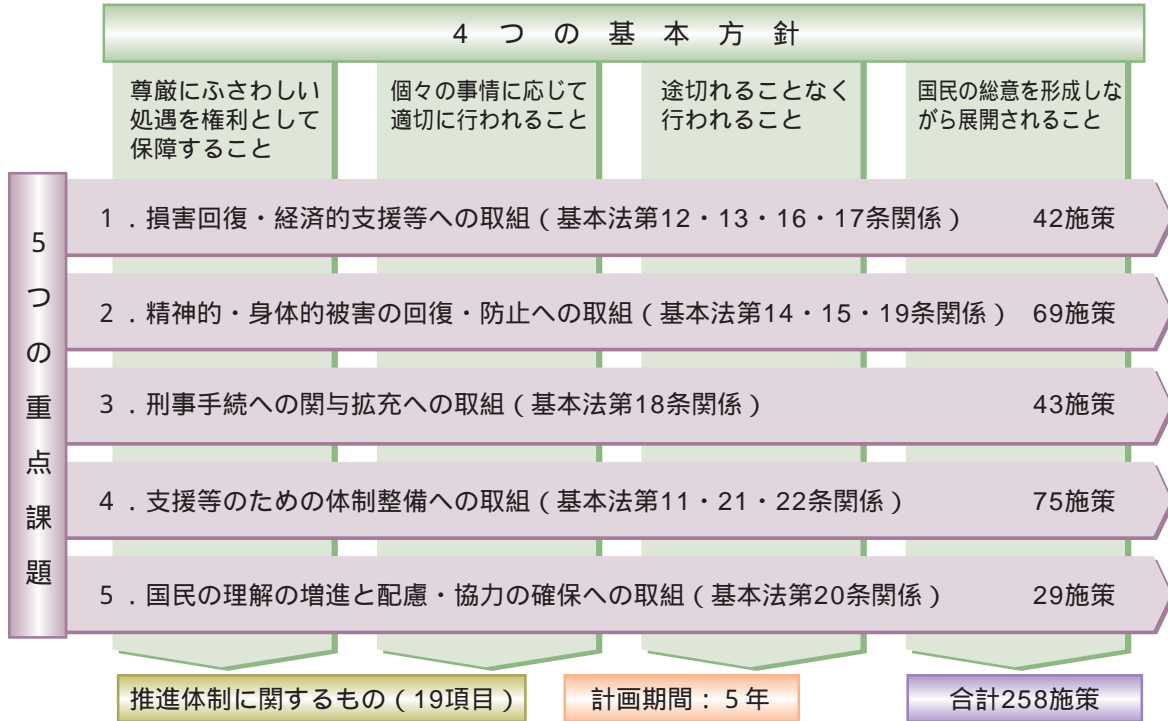 4つの基本方針
尊厳にふさわしい
処遇を権利として
保障すること
個々の事情に応じて
適切に行われること
途切れることなく
行われること
国民の総意を形成しな
がら展開されること
5つの重点課題
1．損害回復・経済的支援等への取組（基本法第12・13・16・17条関係） 42施策
2．精神的・身体的被害の回復・防止への取組（基本法第14・15・19条関係） 69施策
3．刑事手続への関与拡充への取組（基本法第18条関係） 43施策
4．支援等のための体制整備への取組（基本法第11・21・22条関係） 75施策
5．国民の理解の増進と配慮・協力の確保への取組（基本法第20条関係） 29施策
推進体制に関するもの（19項目）
計画期間：5年
合計258施策